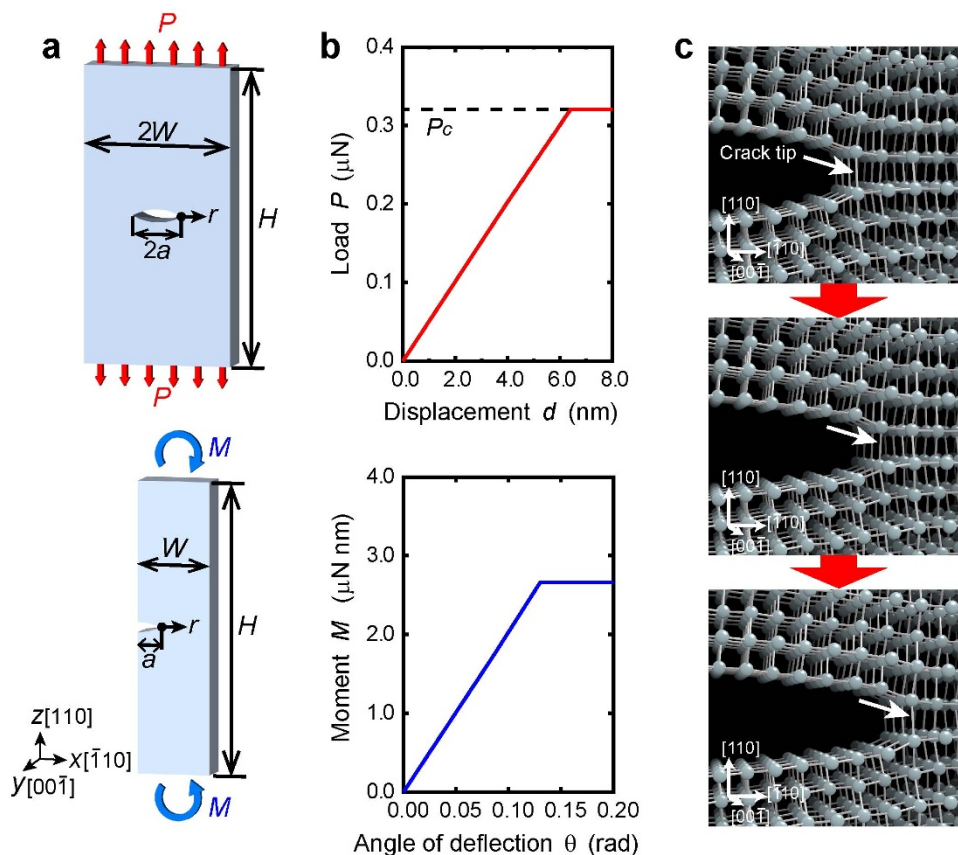 a
P
2W
r
2a
H
P
M
W
r
a
H
z[110]
x[1̄10]
y[001̄]
M
b
0.4
0.3
0.2
0.1
0.0
Pc
Load P (μN)
0.0 2.0 4.0 6.0 8.0
Displacement d (nm)
4.0
3.0
2.0
1.0
0.0
Moment M (μN nm)
0.00 0.05 0.10 0.15 0.20
Angle of deflection θ (rad)
c
Crack tip
[110]
[1̄10]
[001̄]
[110]
[1̄10]
[001̄]
[110]
[1̄10]
[001̄]